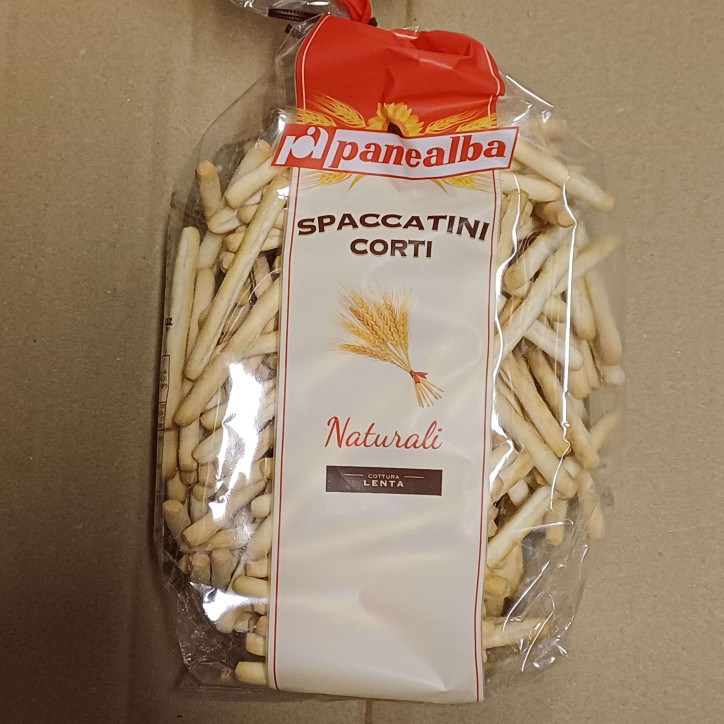 panealba
SPACCATINI
CORTI
Naturali
COTTURA
LENTA